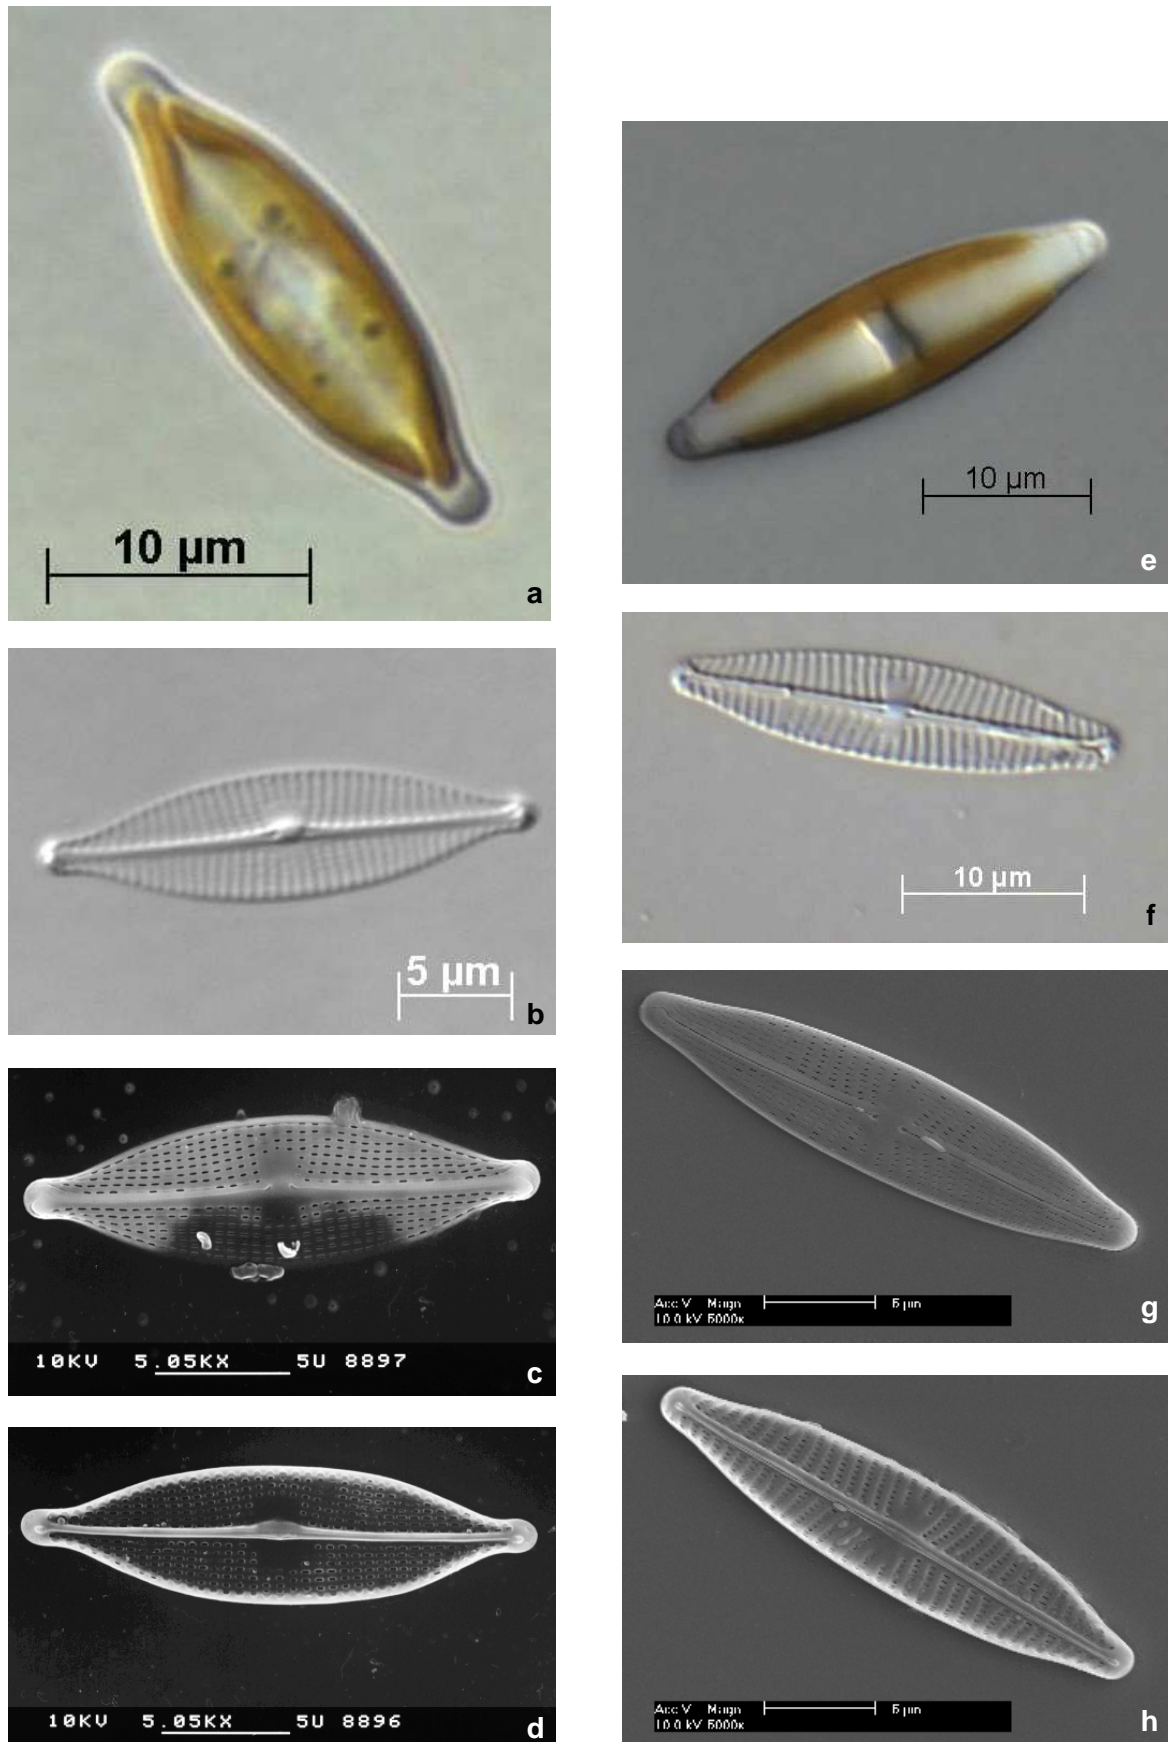 10 µm
a
5 µm
b
10KV 5.05KX 5U 8897
c
10KV 5.05KX 5U 8896
d
10 µm
e
10 µm
f
Acc V Magn 5 µm
10.0 kV 5000x
g
Acc V Magn 5 µm
10.0 kV 5000x
h